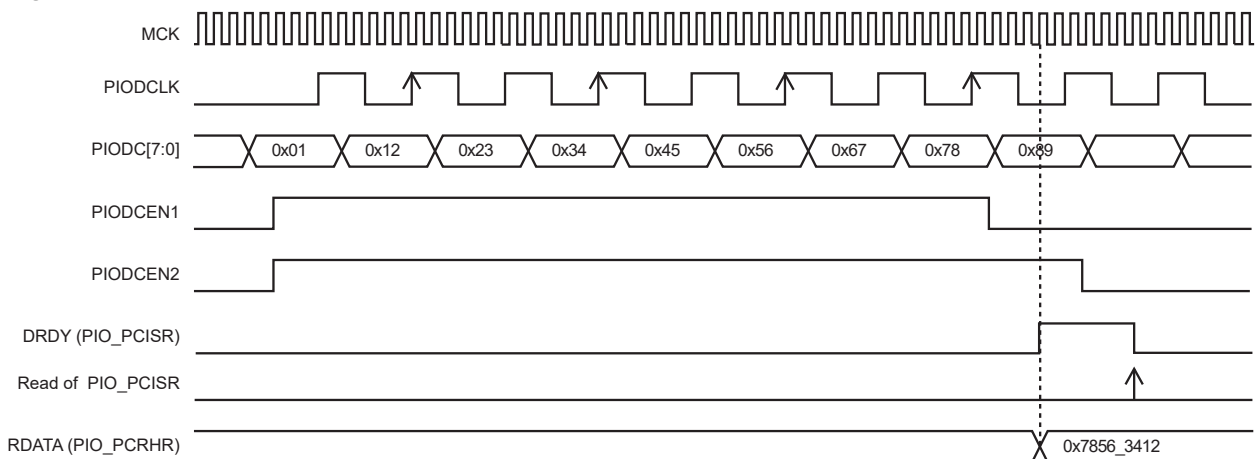 MCK
PIODCLK
PIODC[7:0] 0x01 0x12 0x23 0x34 0x45 0x56 0x67 0x78 0x89
PIODCEN1
PIODCEN2
DRDY (PIO_PCISR)
Read of PIO_PCISR
RDATA (PIO_PCRHR) 0x7856_3412